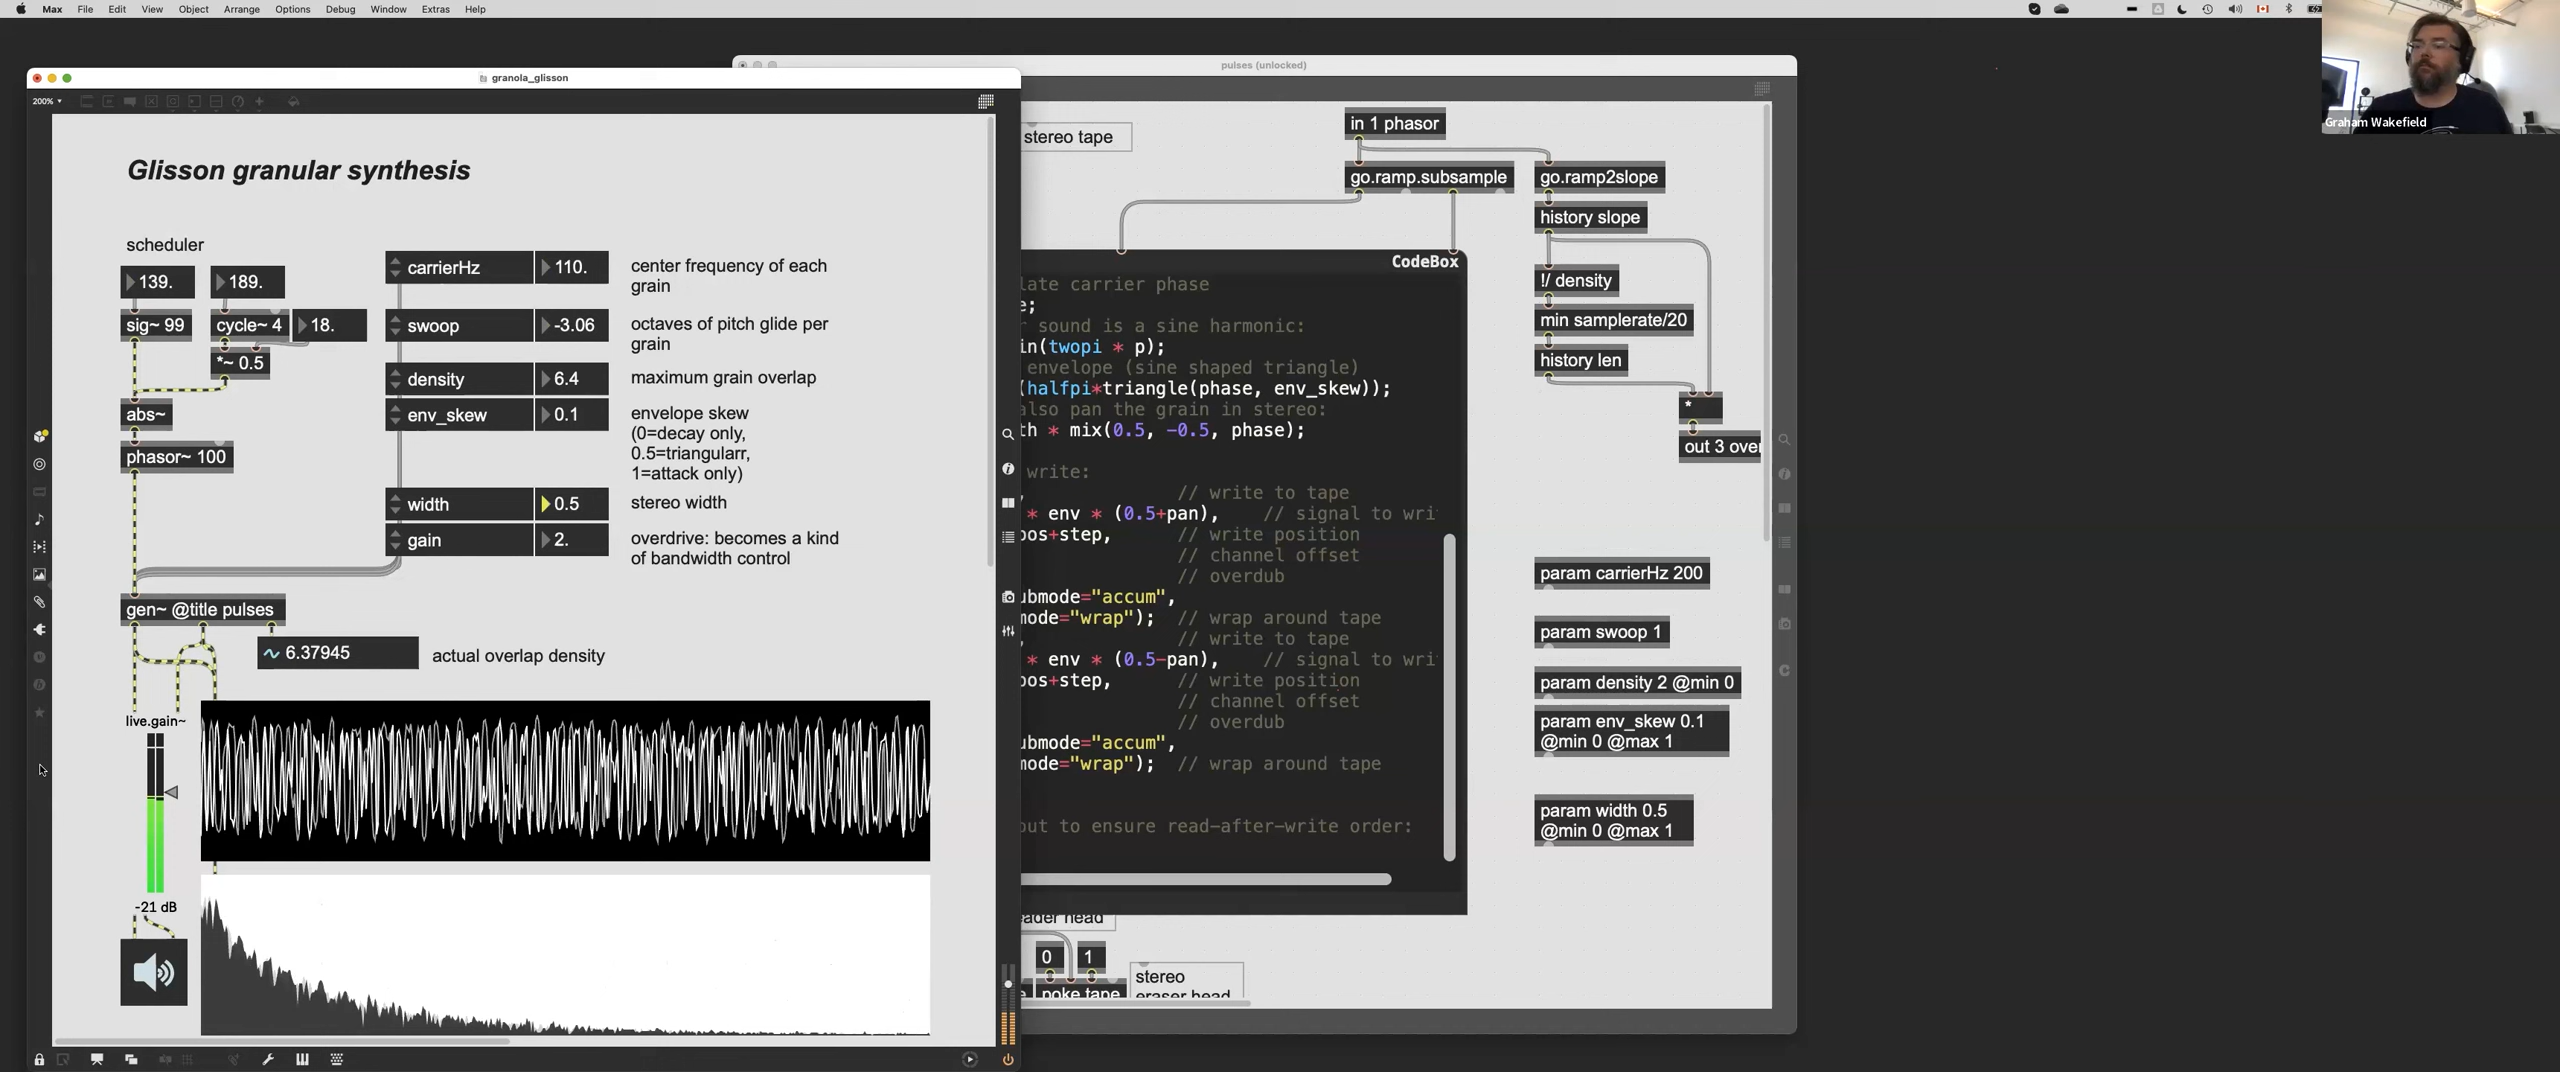 Max File Edit View Object Arrange Options Debug Window Extras Help
Graham Wakefield
granola_glisson
200%
Glisson granular synthesis
scheduler
139. 189.
sig~ 99 cycle~ 4 18.
*~ 0.5
abs~
phasor~ 100
carrierHz 110. center frequency of each
grain
swoop -3.06 octaves of pitch glide per
grain
density 6.4 maximum grain overlap
env_skew 0.1 envelope skew
(0=decay only,
0.5=triangularr,
1=attack only)
width 0.5 stereo width
gain 2. overdrive: becomes a kind
of bandwidth control
gen~ @title pulses
6.37945 actual overlap density
live.gain~
-21 dB
pulses (unlocked)
stereo tape
in 1 phasor
go.ramp.subsample go.ramp2slope
history slope
!/ density
min samplerate/20
history len
*
out 3 over
CodeBox
late carrier phase
e;
r sound is a sine harmonic:
in(twopi * p);
envelope (sine shaped triangle)
(halfpi*triangle(phase, env_skew));
also pan the grain in stereo:
th * mix(0.5, -0.5, phase);
write:
, // write to tape
* env * (0.5+pan), // signal to wri
pos+step, // write position
// channel offset
// overdub
ubmode="accum",
mode="wrap"); // wrap around tape
, // write to tape
* env * (0.5-pan), // signal to wri
pos+step, // write position
// channel offset
// overdub
ubmode="accum",
mode="wrap"); // wrap around tape
out to ensure read-after-write order:
param carrierHz 200
param swoop 1
param density 2 @min 0
param env_skew 0.1
@min 0 @max 1
param width 0.5
@min 0 @max 1
eader head
0 1
poke tape
stereo
eraser head